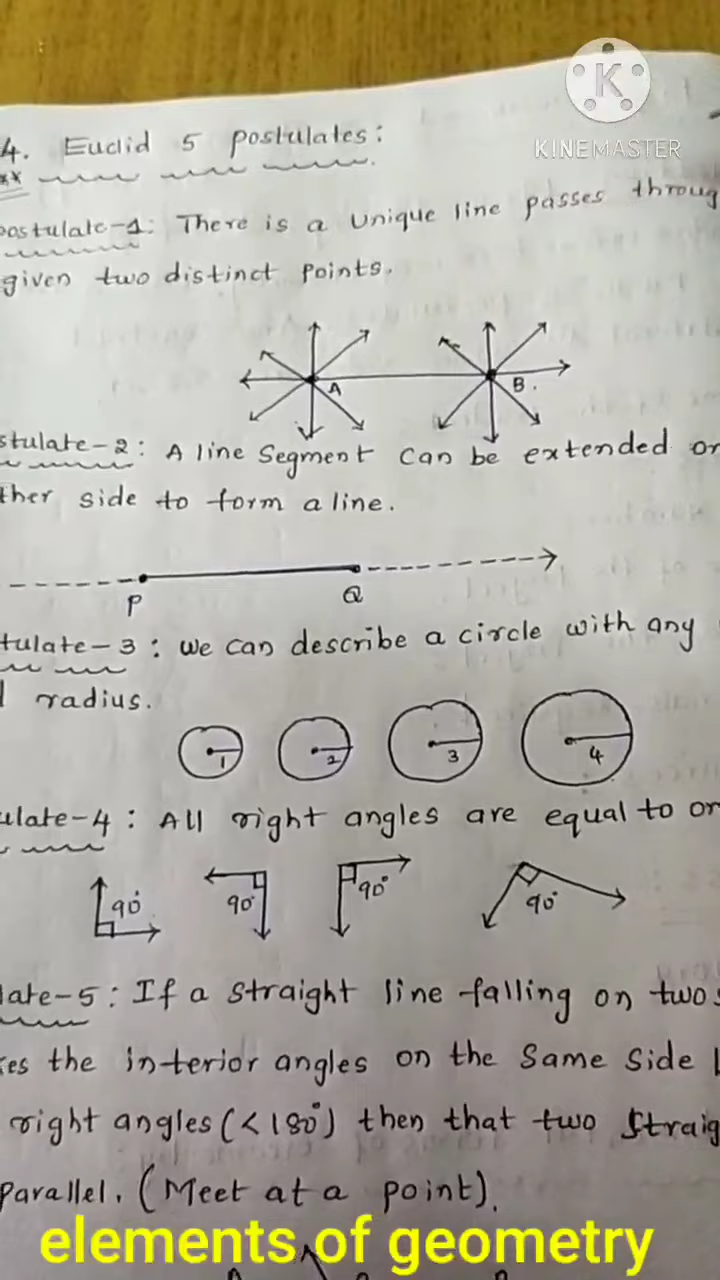 KINEMASTER
4. Euclid 5 postulates:
postulate-1: There is a unique line passes throug
given two distinct points.
A
B.
stulate-2: A line segment can be extended on
ther side to form a line.
P
Q
tulate-3: we can describe a circle with any
radius.
1
2
3
4
ulate-4: All right angles are equal to on
90°
90°
90°
90°
late-5: If a straight line falling on two s
es the interior angles on the same side
right angles (<180°) then that two straig
parallel. (Meet at a point).
elements of geometry